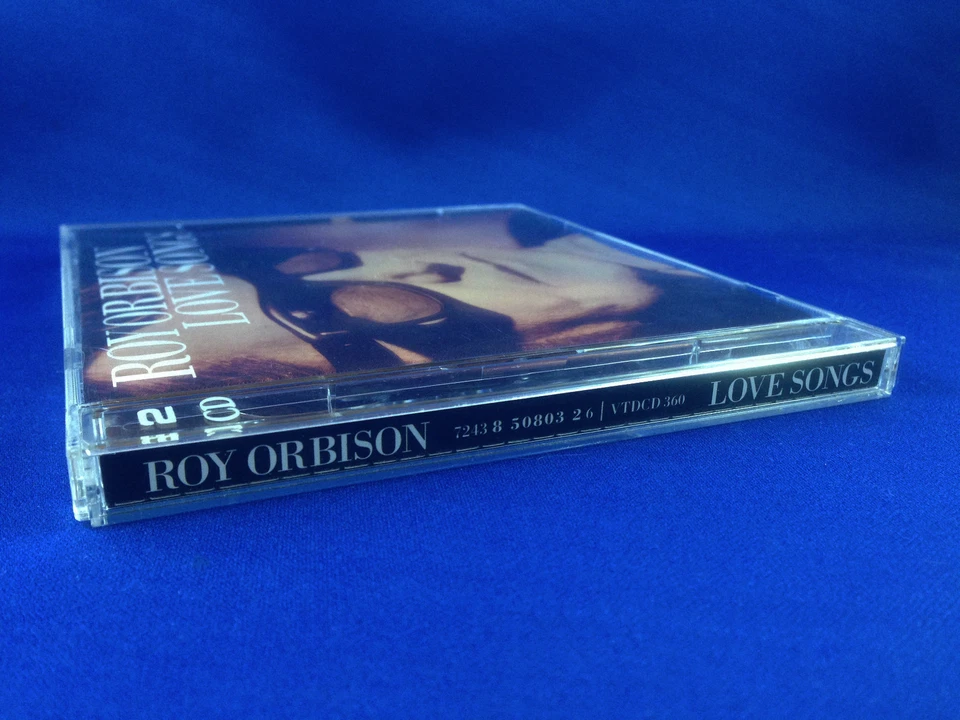 ROY ORBISON
LOVE SONGS
2 CD
ROY ORBISON 7243 8 50803 2 6 | VTDCD 360 LOVE SONGS